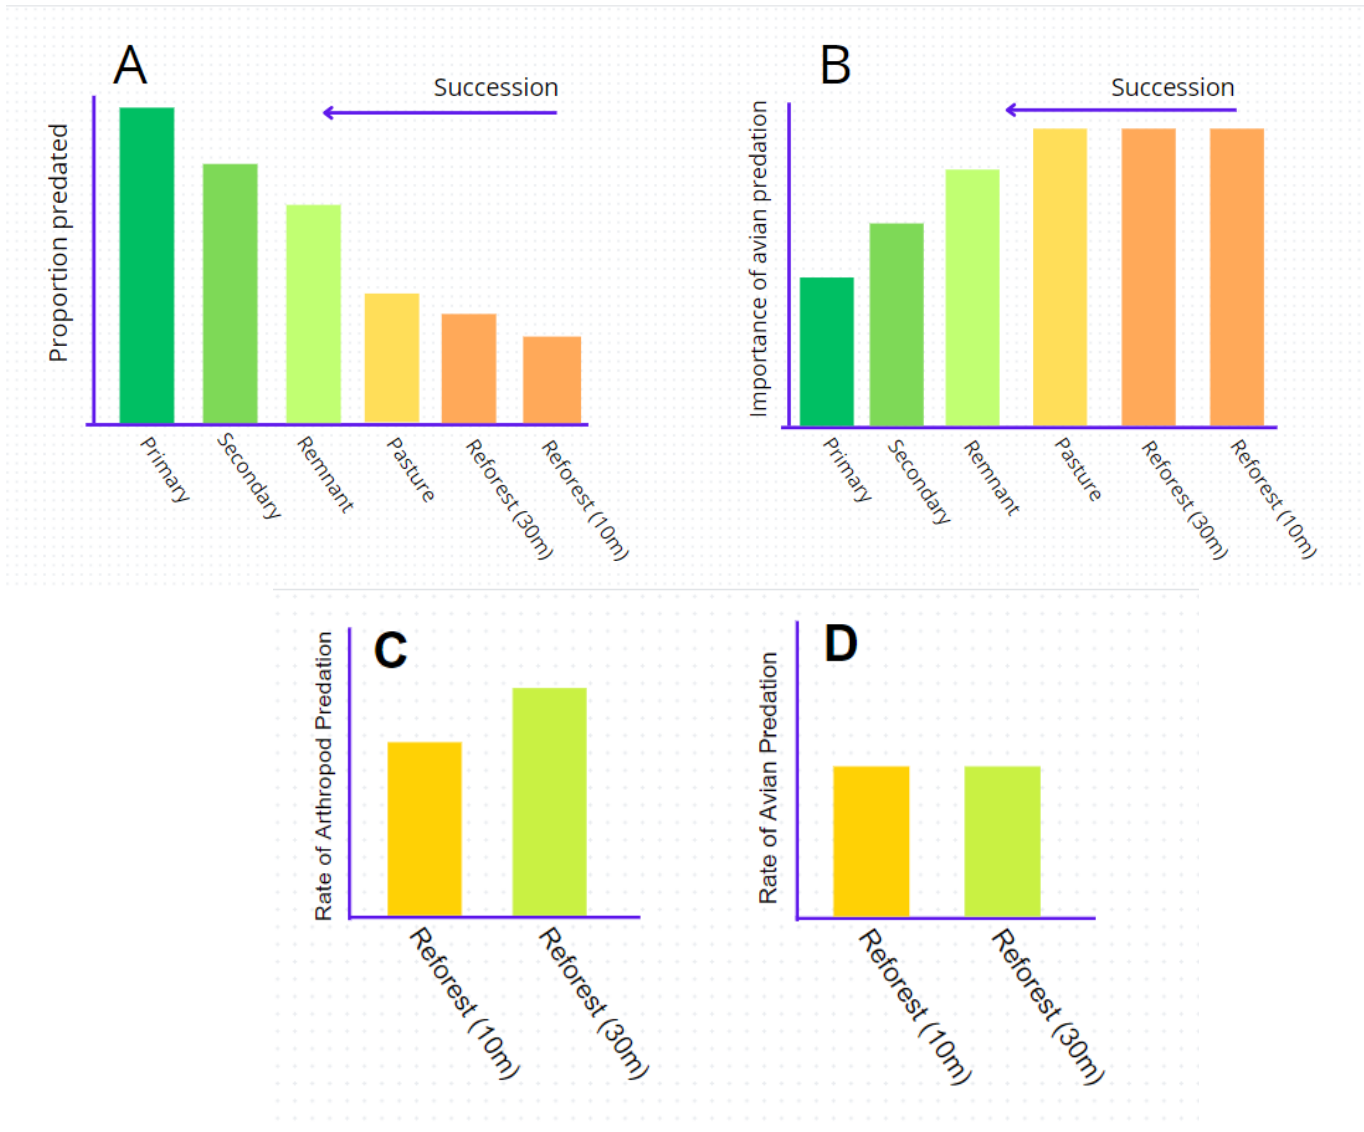 A
Succession
Proportion predated
Primary
Secondary
Remnant
Pasture
Reforest (30m)
Reforest (10m)
B
Succession
Importance of avian predation
Primary
Secondary
Remnant
Pasture
Reforest (30m)
Reforest (10m)
C
Rate of Arthropod Predation
Reforest (10m)
Reforest (30m)
D
Rate of Avian Predation
Reforest (10m)
Reforest (30m)